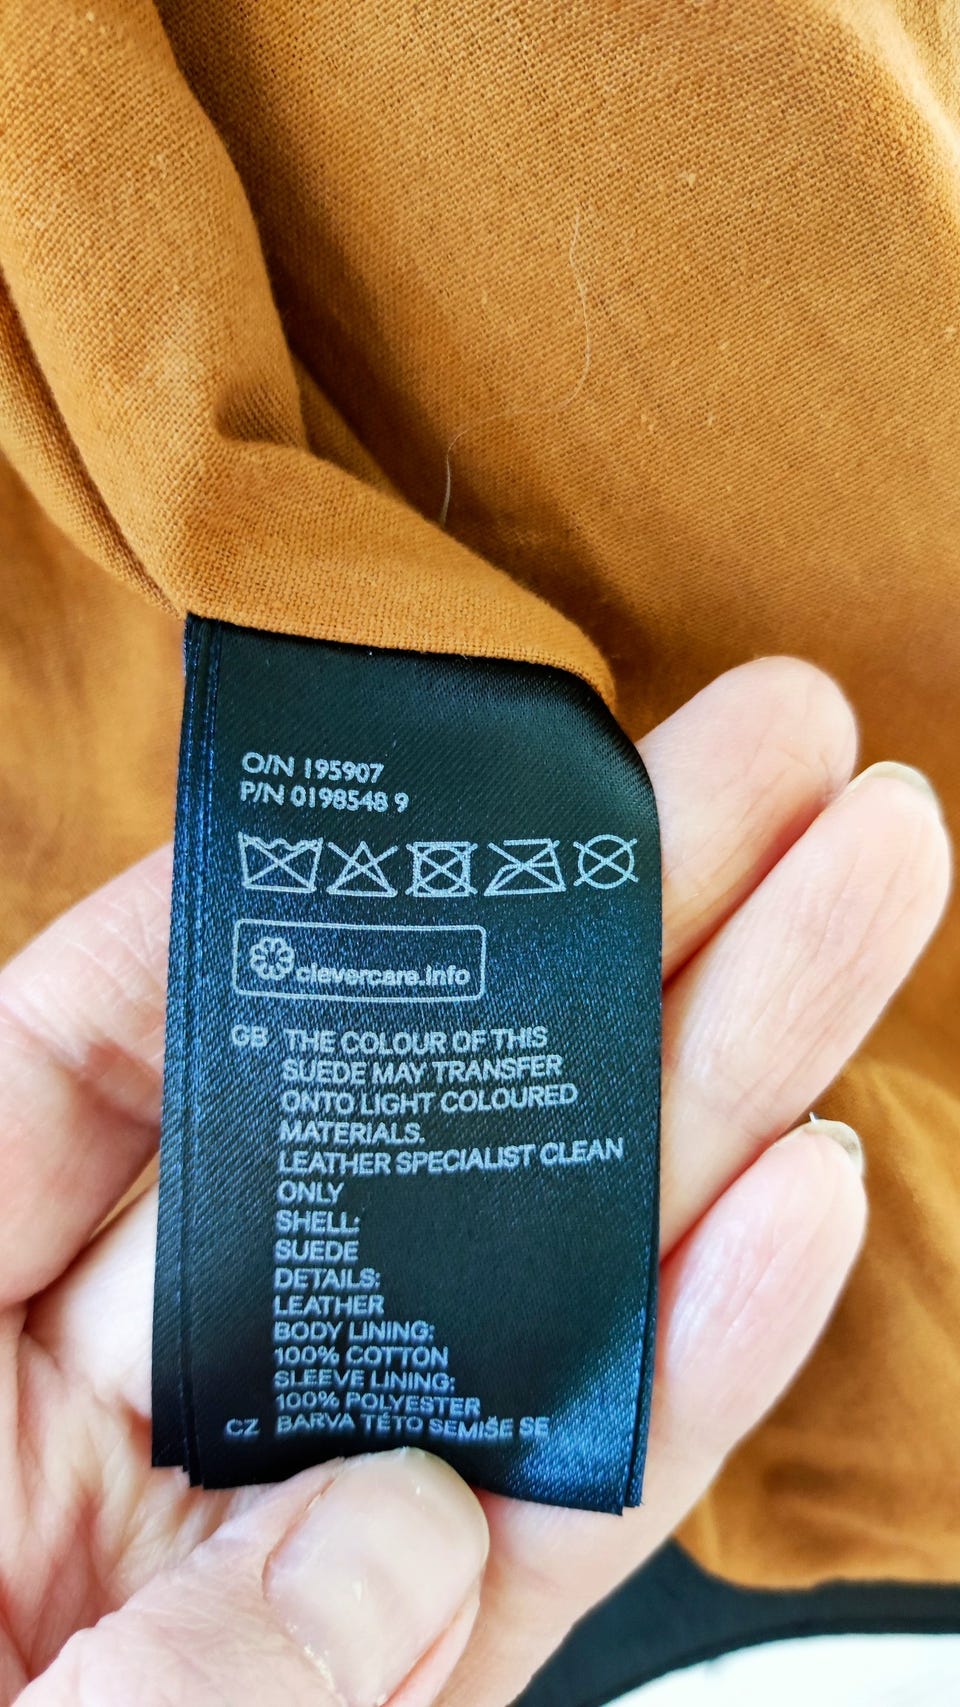 O/N 195907
P/N 0198548 9
clevercare.info
GB THE COLOUR OF THIS
SUEDE MAY TRANSFER
ONTO LIGHT COLOURED
MATERIALS.
LEATHER SPECIALIST CLEAN
ONLY
SHELL:
SUEDE
DETAILS:
LEATHER
BODY LINING:
100% COTTON
SLEEVE LINING:
100% POLYESTER
CZ BARVA TÉTO SEMIŠE SE